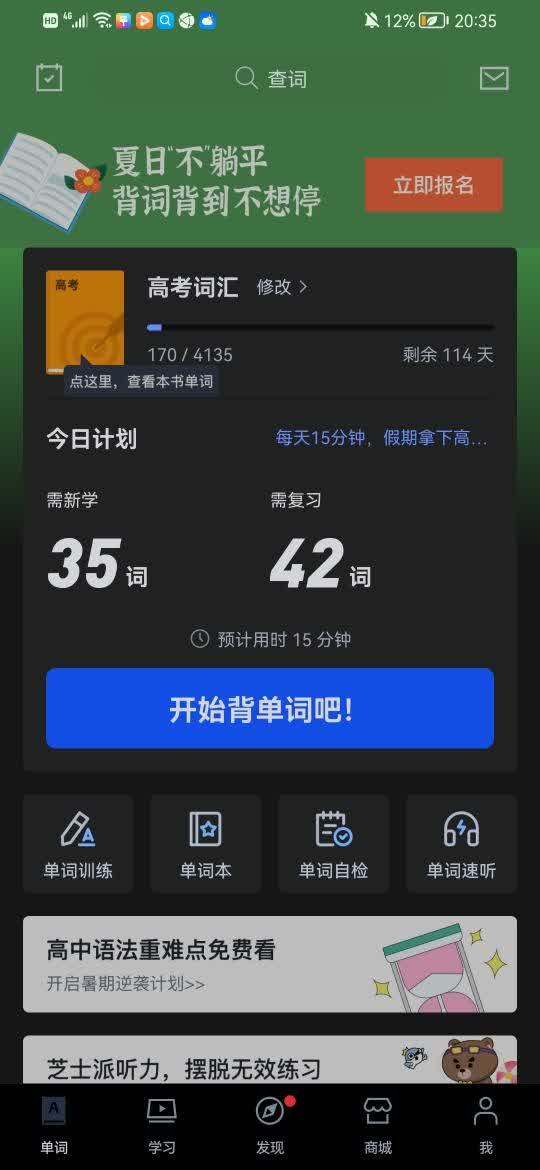 HD 4G 12% 20:35
查词
夏日“不”躺平
背词背到不想停
立即报名
高考
高考词汇 修改
170 / 4135 剩余 114 天
点这里，查看本书单词
今日计划 每天15分钟，假期拿下高...
需新学 需复习
35 词 42 词
预计用时 15 分钟
开始背单词吧！
单词训练 单词本 单词自检 单词速听
高中语法重难点免费看
开启暑期逆袭计划>>
芝士派听力，摆脱无效练习
单词 学习 发现 商城 我